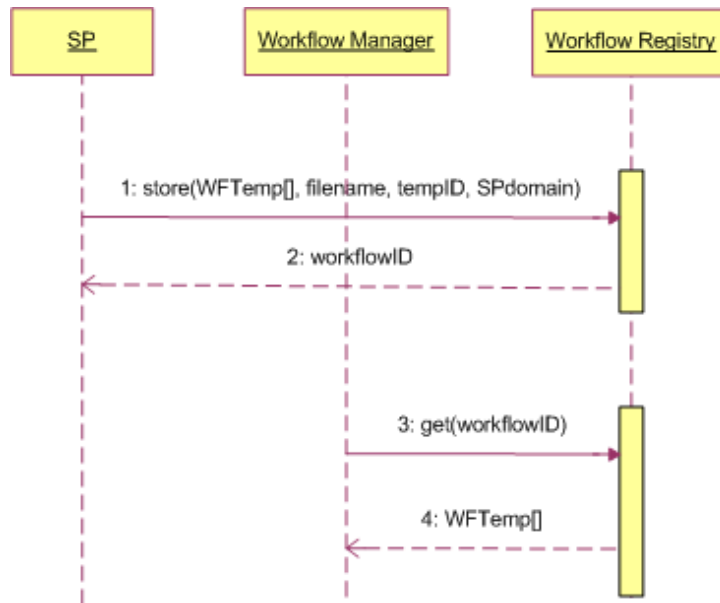 SP
Workflow Manager
Workflow Registry
1: store(WFTemp[], filename, tempID, SPdomain)
2: workflowID
3: get(workflowID)
4: WFTemp[]